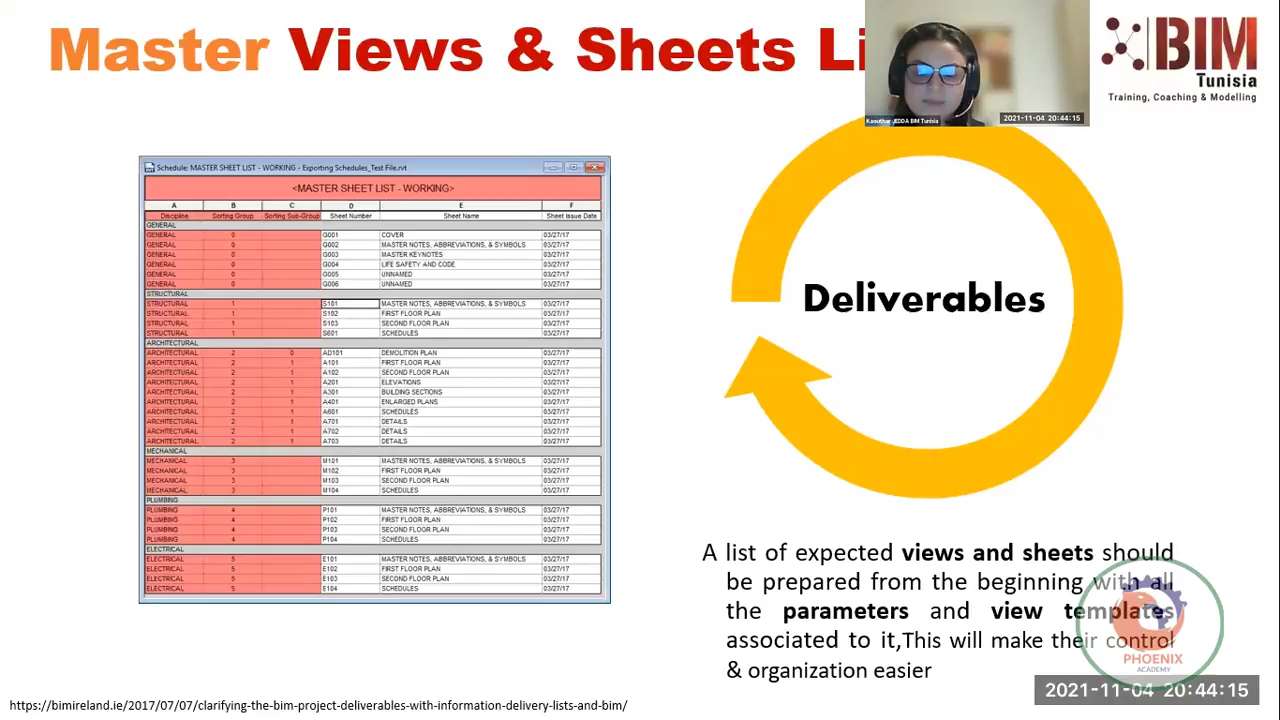 Master Views & Sheets Li
BIM
Tunisia
Training, Coaching & Modelling
Kaouthar JEDDA BIM Tunisia
2021-11-04 20:44:15
Schedule: MASTER SHEET LIST - WORKING - Exporting Schedules_Test File.rvt
<MASTER SHEET LIST - WORKING>
A B C D E F
Discipline Sorting Group Sorting Sub-Group Sheet Number Sheet Name Sheet Issue Date
GENERAL
GENERAL 0 G001 COVER 03/27/17
GENERAL 0 G002 MASTER NOTES, ABBREVIATIONS, & SYMBOLS 03/27/17
GENERAL 0 G003 MASTER KEYNOTES 03/27/17
GENERAL 0 G004 LIFE SAFETY AND CODE 03/27/17
GENERAL 0 G005 UNNAMED 03/27/17
GENERAL 0 G006 UNNAMED 03/27/17
STRUCTURAL
STRUCTURAL 1 S101 MASTER NOTES, ABBREVIATIONS, & SYMBOLS 03/27/17
STRUCTURAL 1 S102 FIRST FLOOR PLAN 03/27/17
STRUCTURAL 1 S103 SECOND FLOOR PLAN 03/27/17
STRUCTURAL 1 S601 SCHEDULES 03/27/17
ARCHITECTURAL
ARCHITECTURAL 2 0 AD101 DEMOLITION PLAN 03/27/17
ARCHITECTURAL 2 1 A101 FIRST FLOOR PLAN 03/27/17
ARCHITECTURAL 2 1 A102 SECOND FLOOR PLAN 03/27/17
ARCHITECTURAL 2 1 A201 ELEVATIONS 03/27/17
ARCHITECTURAL 2 1 A301 BUILDING SECTIONS 03/27/17
ARCHITECTURAL 2 1 A401 ENLARGED PLANS 03/27/17
ARCHITECTURAL 2 1 A601 SCHEDULES 03/27/17
ARCHITECTURAL 2 1 A701 DETAILS 03/27/17
ARCHITECTURAL 2 1 A702 DETAILS 03/27/17
ARCHITECTURAL 2 1 A703 DETAILS 03/27/17
MECHANICAL
MECHANICAL 3 M101 MASTER NOTES, ABBREVIATIONS, & SYMBOLS 03/27/17
MECHANICAL 3 M102 FIRST FLOOR PLAN 03/27/17
MECHANICAL 3 M103 SECOND FLOOR PLAN 03/27/17
MECHANICAL 3 M104 SCHEDULES 03/27/17
PLUMBING
PLUMBING 4 P101 MASTER NOTES, ABBREVIATIONS, & SYMBOLS 03/27/17
PLUMBING 4 P102 FIRST FLOOR PLAN 03/27/17
PLUMBING 4 P103 SECOND FLOOR PLAN 03/27/17
PLUMBING 4 P104 SCHEDULES 03/27/17
ELECTRICAL
ELECTRICAL 5 E101 MASTER NOTES, ABBREVIATIONS, & SYMBOLS 03/27/17
ELECTRICAL 5 E102 FIRST FLOOR PLAN 03/27/17
ELECTRICAL 5 E103 SECOND FLOOR PLAN 03/27/17
ELECTRICAL 5 E104 SCHEDULES 03/27/17
Deliverables
A list of expected views and sheets should
be prepared from the beginning with all
the parameters and view templates
associated to it,This will make their control
& organization easier
PHOENIX
ACADEMY
2021-11-04 20:44:15
https://bimireland.ie/2017/07/07/clarifying-the-bim-project-deliverables-with-information-delivery-lists-and-bim/